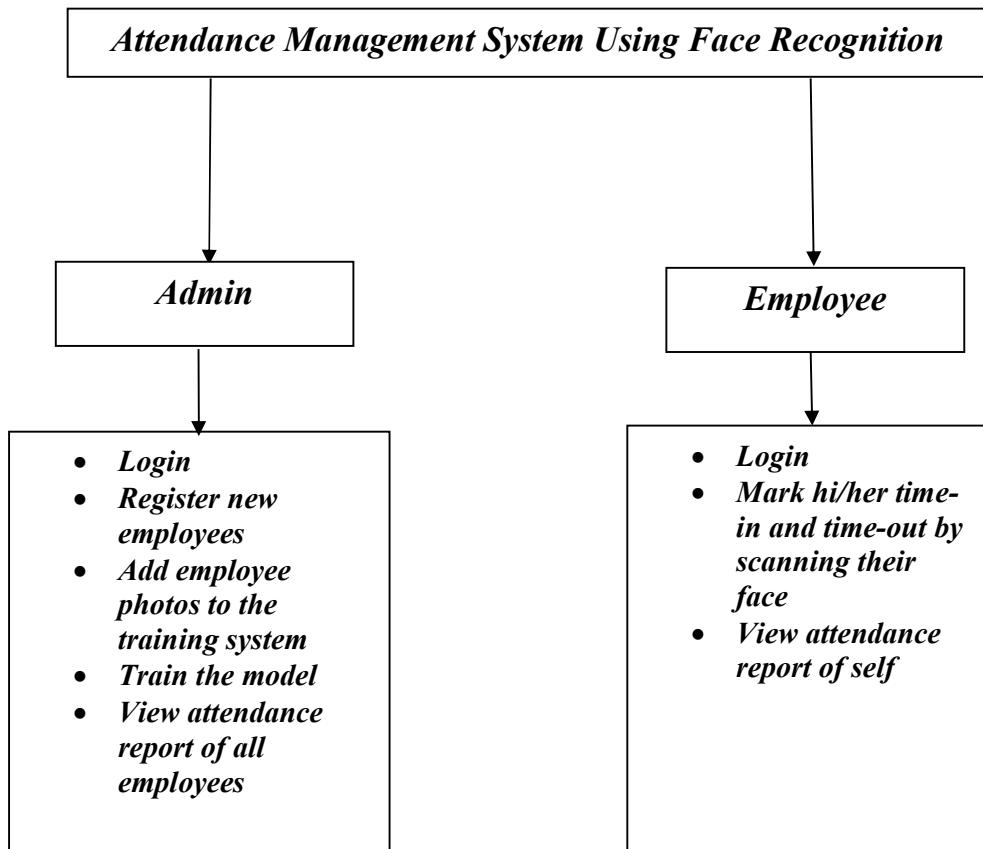 Attendance Management System Using Face Recognition
Admin
Employee
• Login
• Register new
employees
• Add employee
photos to the
training system
• Train the model
• View attendance
report of all
employees
• Login
• Mark hi/her time-
in and time-out by
scanning their
face
• View attendance
report of self